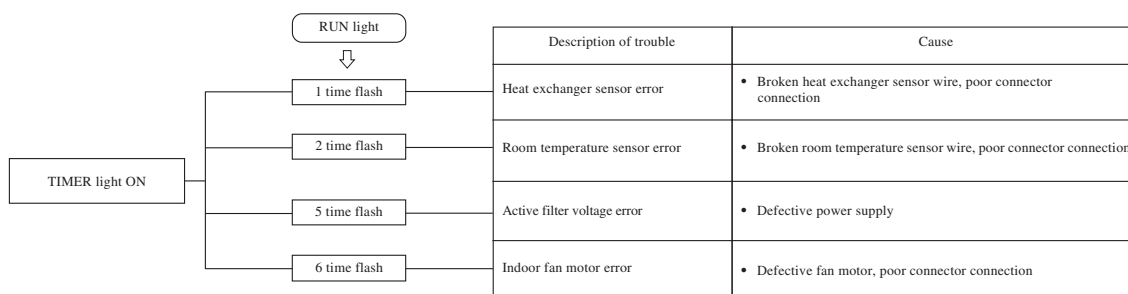 RUN light
Description of trouble
Cause
1 time flash
Heat exchanger sensor error
• Broken heat exchanger sensor wire, poor connector
connection
2 time flash
Room temperature sensor error
• Broken room temperature sensor wire, poor connector connection
TIMER light ON
5 time flash
Active filter voltage error
• Defective power supply
6 time flash
Indoor fan motor error
• Defective fan motor, poor connector connection